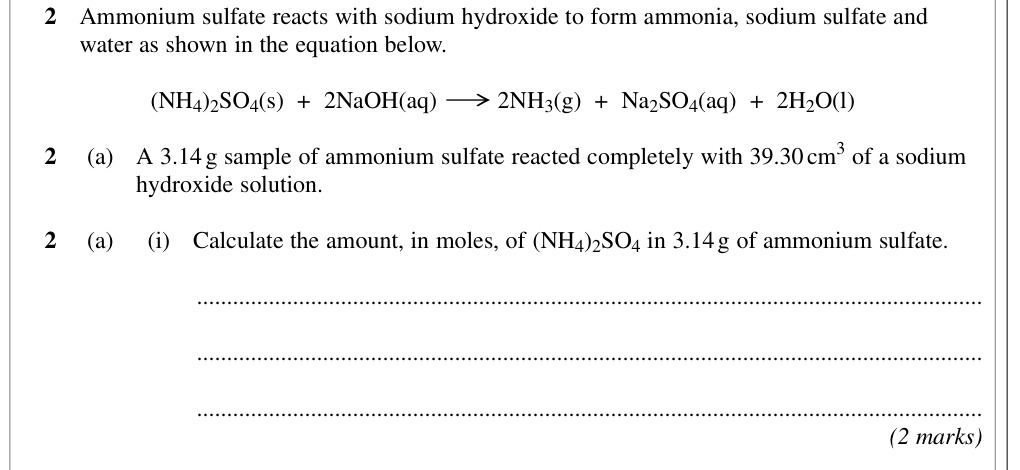 2 Ammonium sulfate reacts with sodium hydroxide to form ammonia, sodium sulfate and
water as shown in the equation below.
(NH₄)₂SO₄(s) + 2NaOH(aq) ⟶ 2NH₃(g) + Na₂SO₄(aq) + 2H₂O(l)
2 (a) A 3.14 g sample of ammonium sulfate reacted completely with 39.30 cm³ of a sodium
hydroxide solution.
2 (a) (i) Calculate the amount, in moles, of (NH₄)₂SO₄ in 3.14 g of ammonium sulfate.
(2 marks)